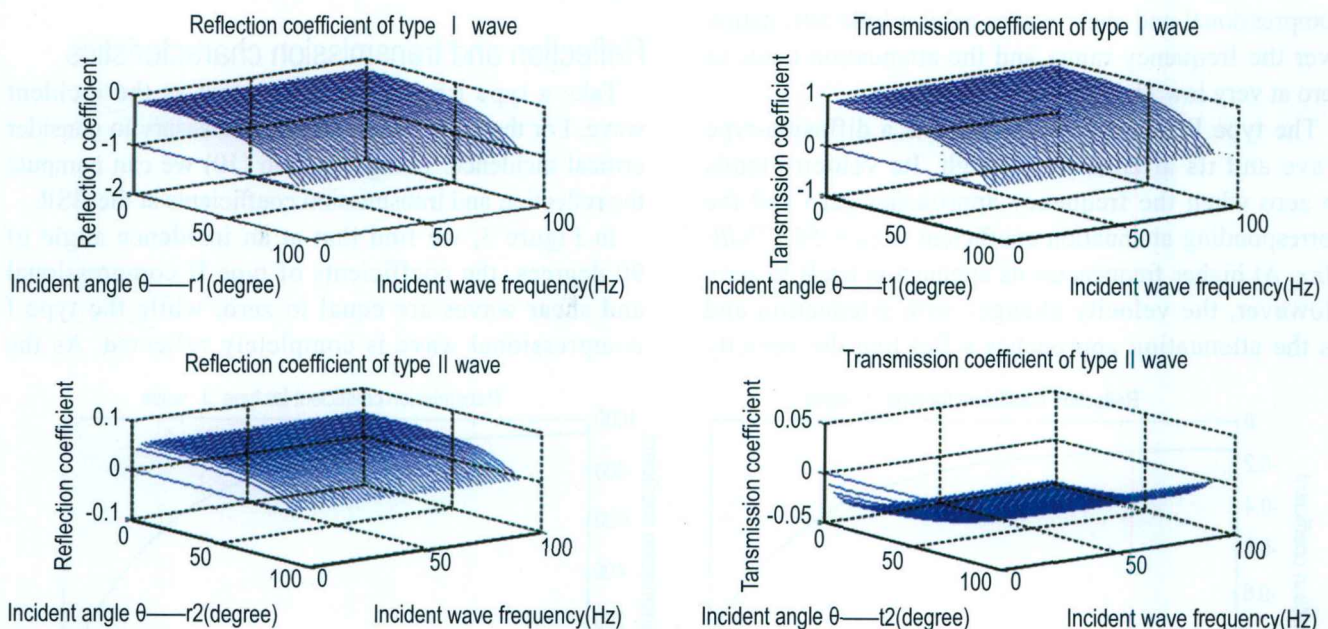 Reflection coefficient of type I wave
Reflection coefficient
0
-1
-2
0
50
100
0
50
100
Incident angle θ——r1(degree)
Incident wave frequency(Hz)
Transmission coefficient of type I wave
Tansmission coefficient
1
0
1
0
50
100
0
50
100
Incident angle θ——t1(degree)
Incident wave frequency(Hz)
Reflection coefficient of type II wave
Reflection coefficient
0.1
0
-0.1
0
50
100
0
50
100
Incident angle θ——r2(degree)
Incident wave frequency(Hz)
Transmission coefficient of type II wave
Tansmission coefficient
0.05
0
-0.05
0
50
100
0
50
100
Incident angle θ——t2(degree)
Incident wave frequency(Hz)